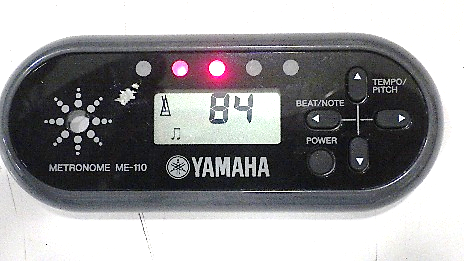 84
TEMPO/
PITCH
BEAT/NOTE
POWER
METRONOME ME-110
YAMAHA